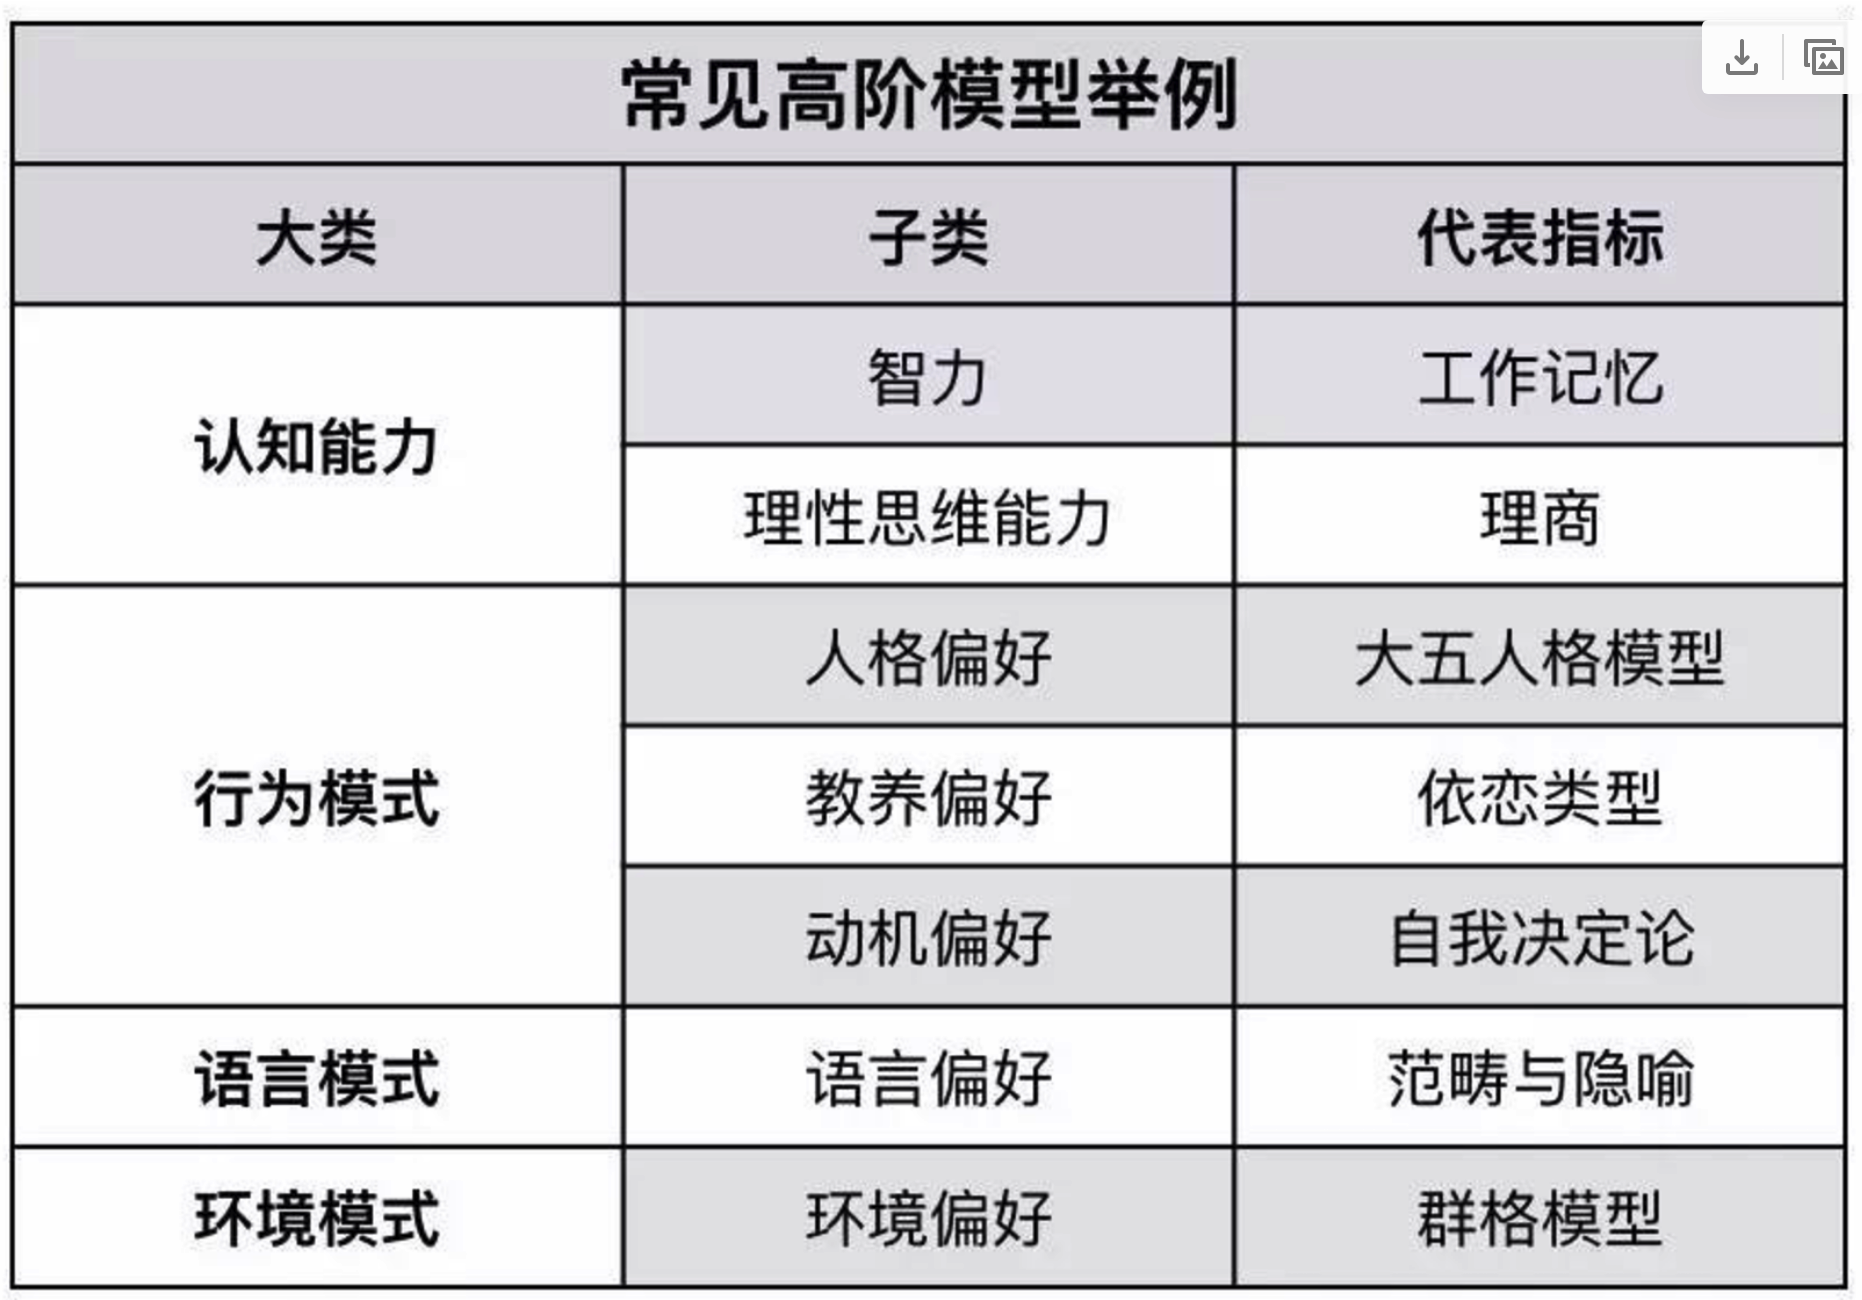 常见高阶模型举例
大类 子类 代表指标
认知能力 智力 工作记忆
理性思维能力 理商
行为模式 人格偏好 大五人格模型
教养偏好 依恋类型
动机偏好 自我决定论
语言模式 语言偏好 范畴与隐喻
环境模式 环境偏好 群格模型